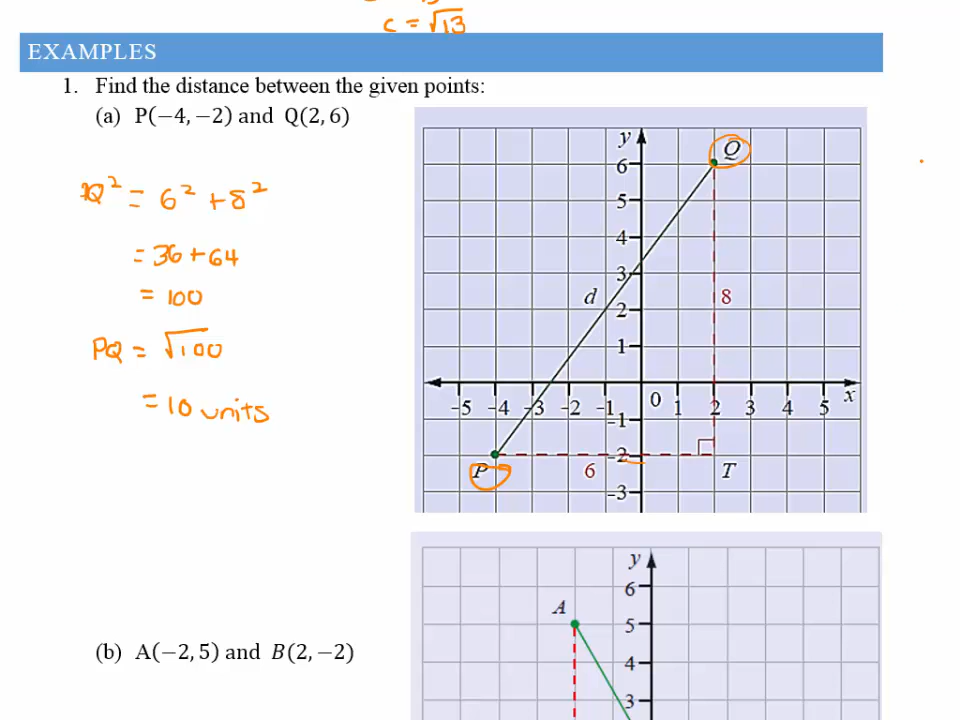 c = √13
EXAMPLES
1. Find the distance between the given points:
(a) P(−4, −2) and Q(2, 6)
PQ² = 6² + 8²
= 36 + 64
= 100
PQ = √100
= 10 units
y
Q
6
5
4
3
d
2
8
1
-5 -4 -3 -2 -1 0 1 2 3 4 5 x
-1
-2
P
6
T
-3
y
6
A
5
(b) A(−2, 5) and B(2, −2)
4
3